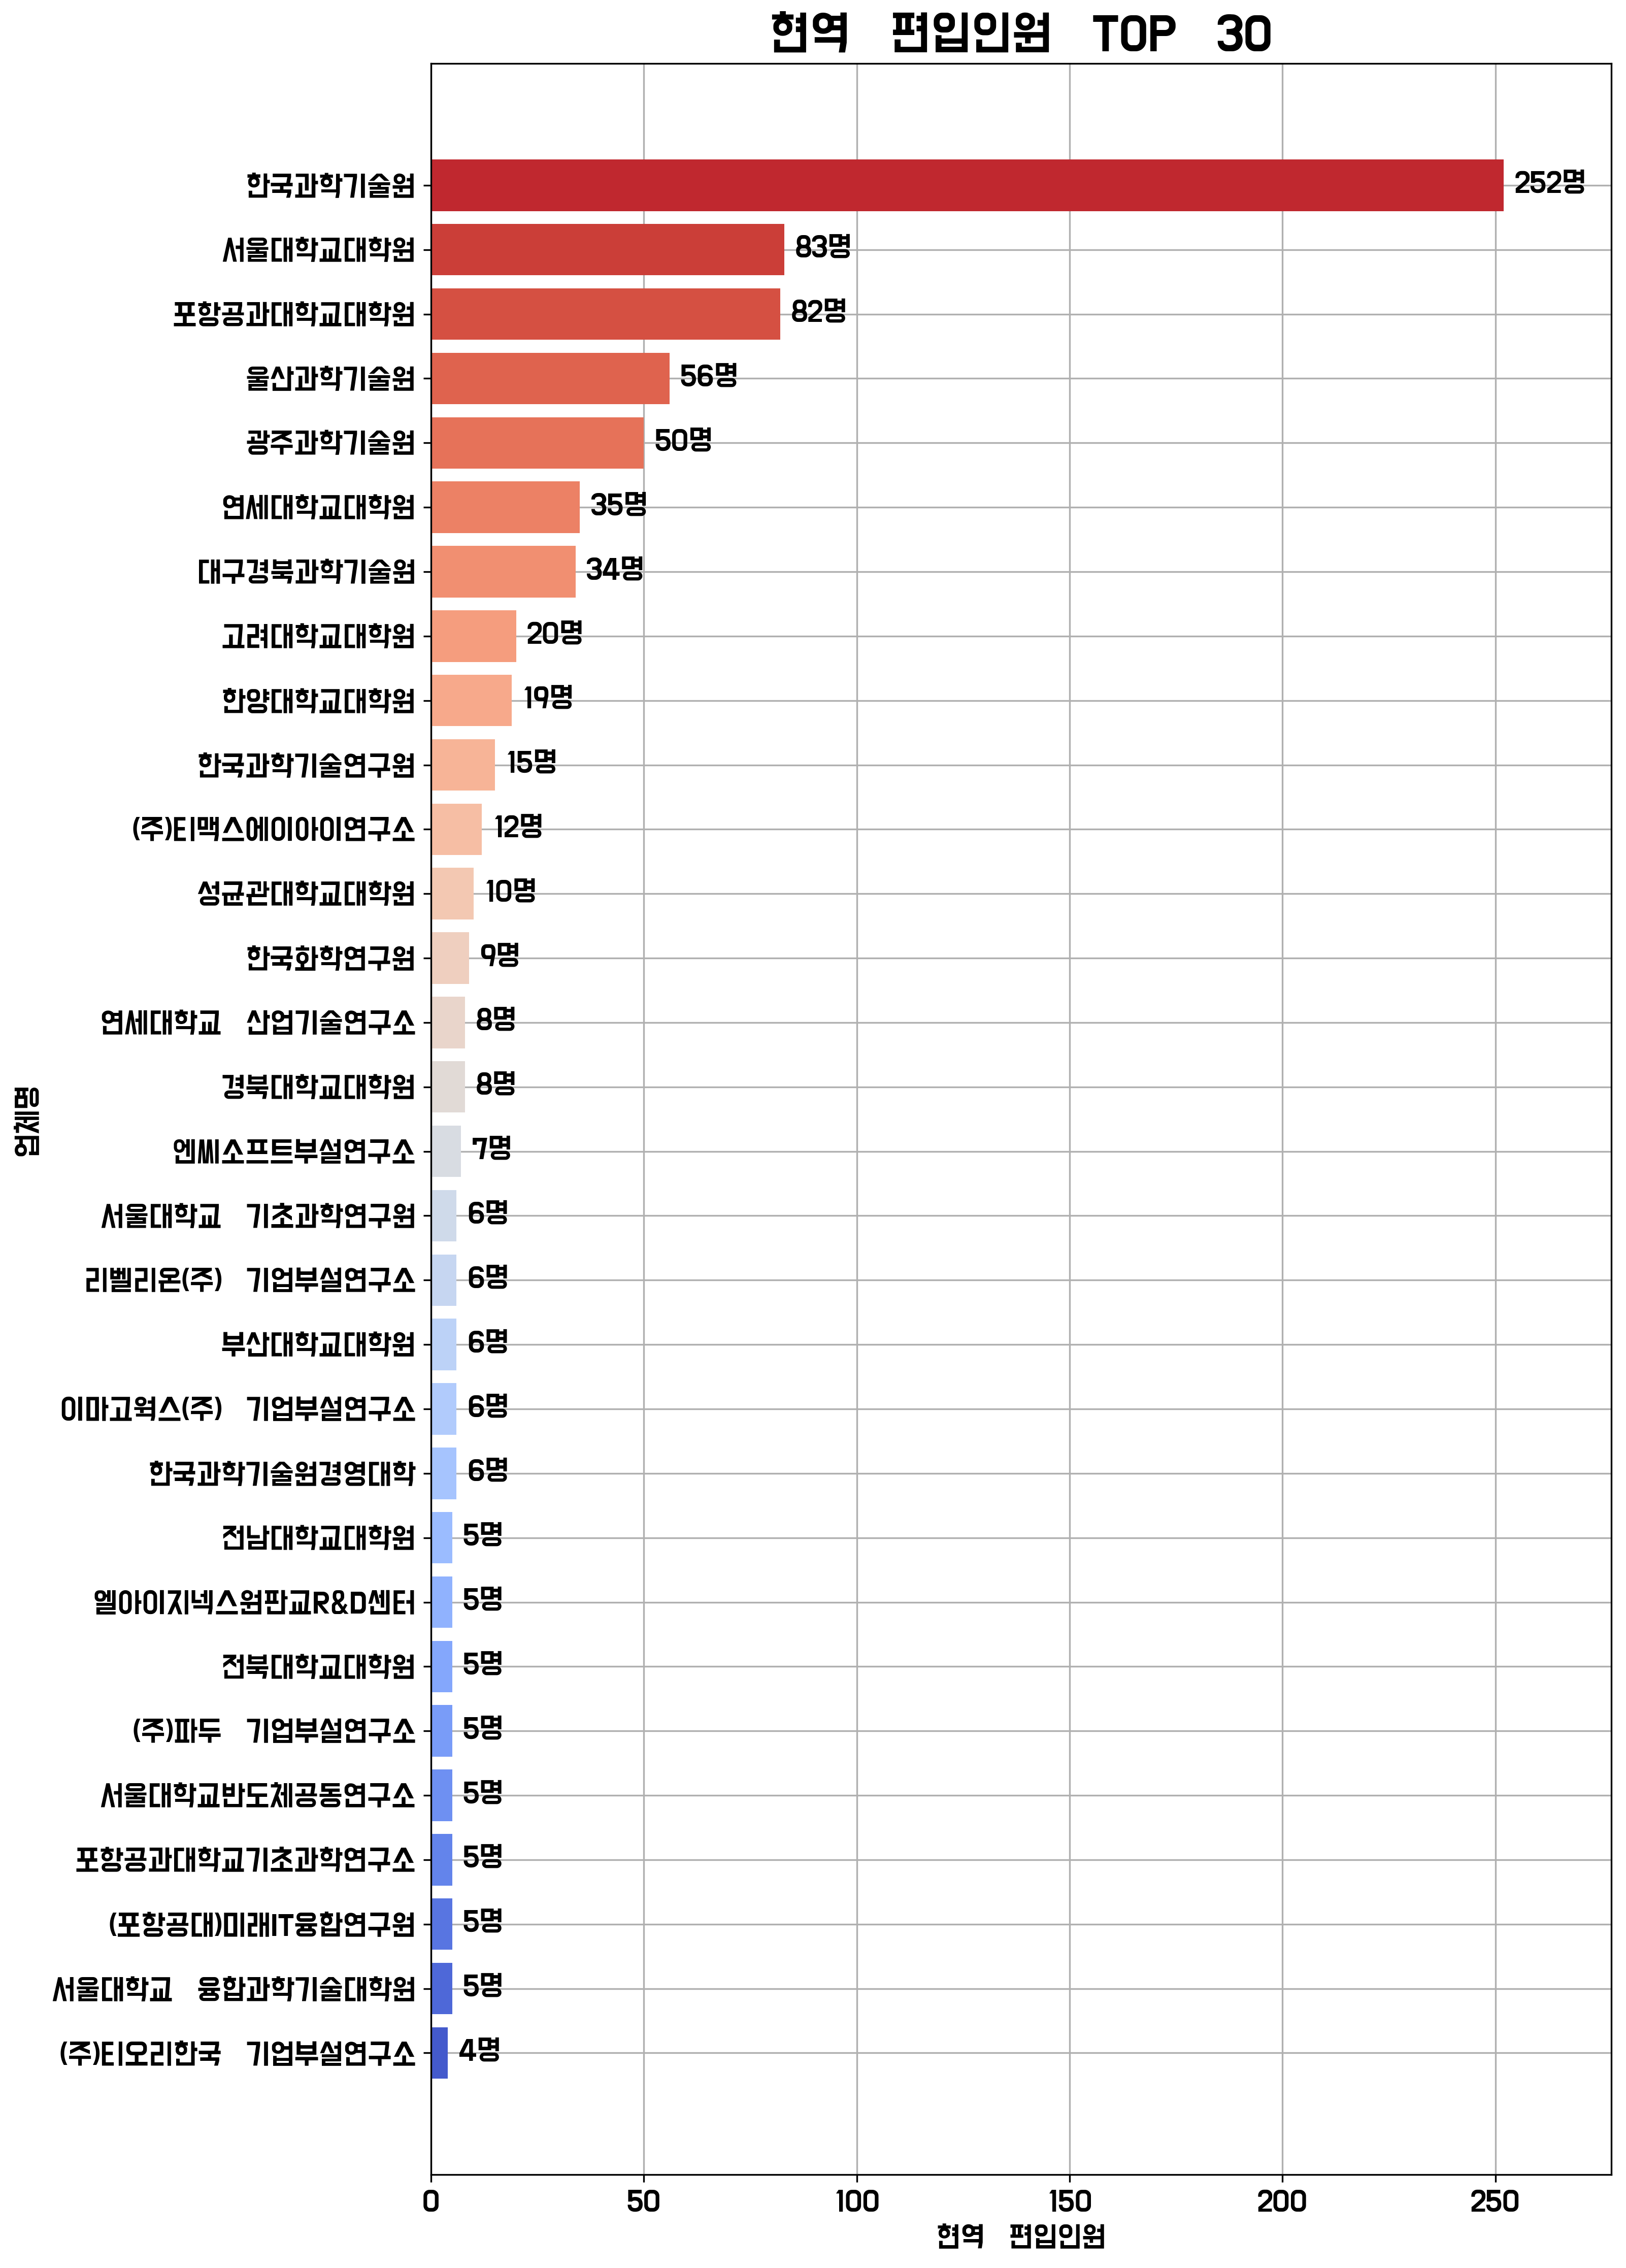 현역 편입인원 TOP 30
한국과학기술원 252명
서울대학교대학원 83명
포항공과대학교대학원 82명
울산과학기술원 56명
광주과학기술원 50명
연세대학교대학원 35명
대구경북과학기술원 34명
고려대학교대학원 20명
한양대학교대학원 19명
한국과학기술연구원 15명
(주)티맥스에이아이연구소 12명
성균관대학교대학원 10명
한국화학연구원 9명
연세대학교 산업기술연구소 8명
경북대학교대학원 8명
엔씨소프트부설연구소 7명
서울대학교 기초과학연구원 6명
리벨리온(주) 기업부설연구소 6명
부산대학교대학원 6명
이마고웍스(주) 기업부설연구소 6명
한국과학기술원경영대학 6명
전남대학교대학원 5명
엘아이지넥스원판교R&D센터 5명
전북대학교대학원 5명
(주)파두 기업부설연구소 5명
서울대학교반도체공동연구소 5명
포항공과대학교기초과학연구소 5명
(포항공대)미래IT융합연구원 5명
서울대학교 융합과학기술대학원 5명
(주)티오리한국 기업부설연구소 4명
업체명
0 50 100 150 200 250
현역 편입인원